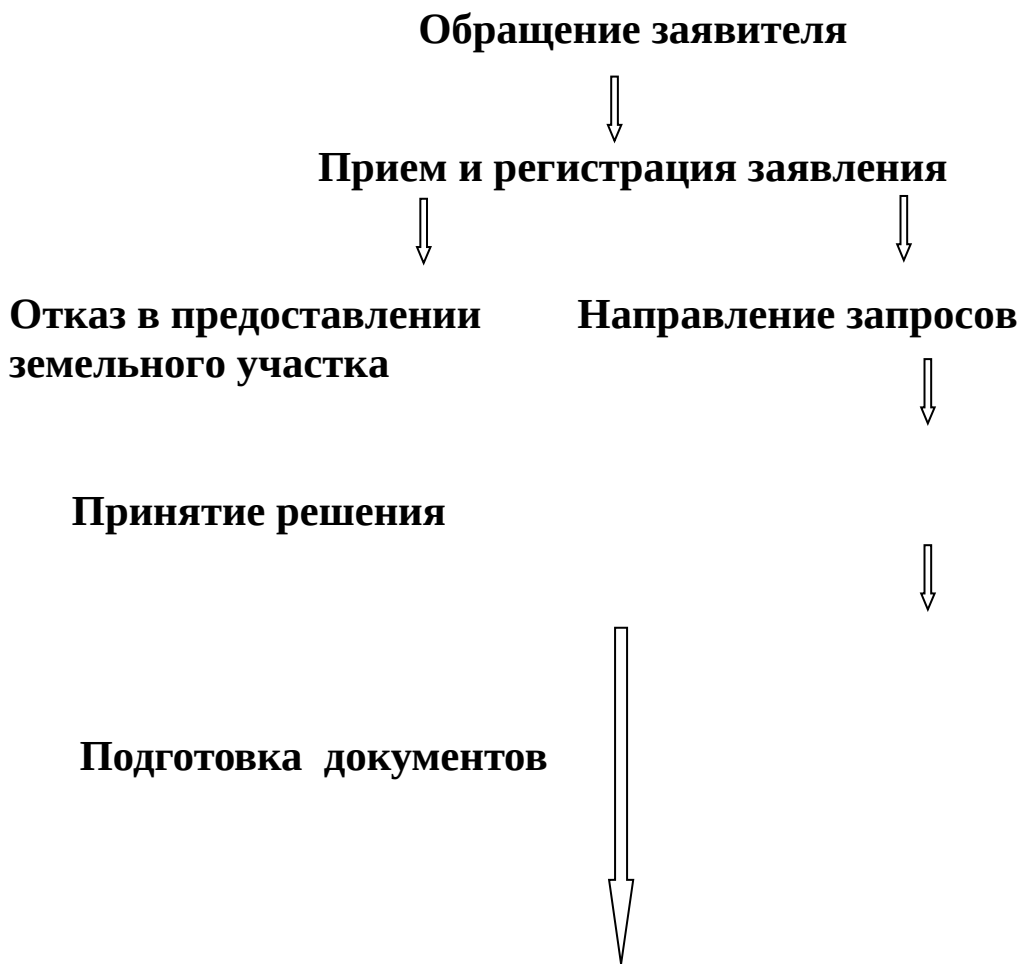 Обращение заявителя
Прием и регистрация заявления
Отказ в предоставлении
земельного участка
Направление запросов
Принятие решения
Подготовка  документов